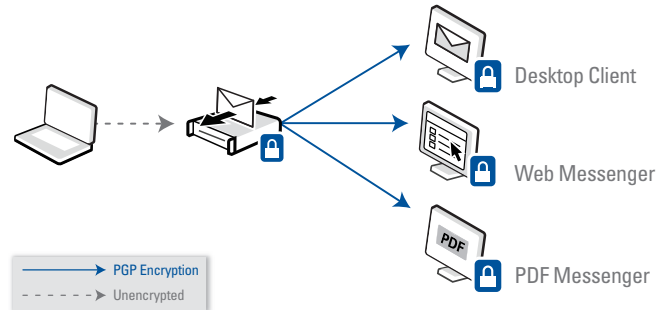 Desktop Client
Web Messenger
PDF
PDF Messenger
PGP Encryption
Unencrypted